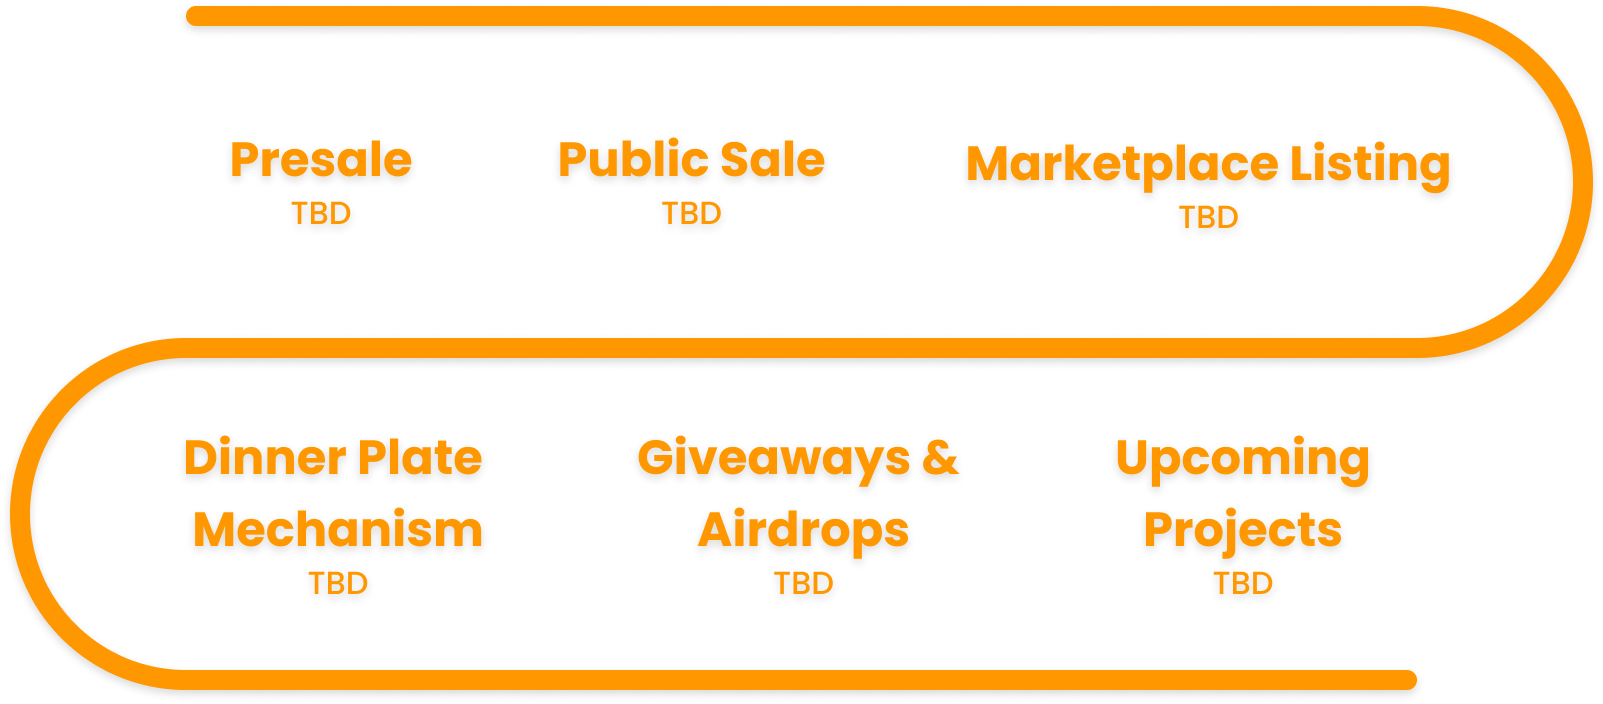 Presale
TBD
Public Sale
TBD
Marketplace Listing
TBD
Dinner Plate
Mechanism
TBD
Giveaways &
Airdrops
TBD
Upcoming
Projects
TBD